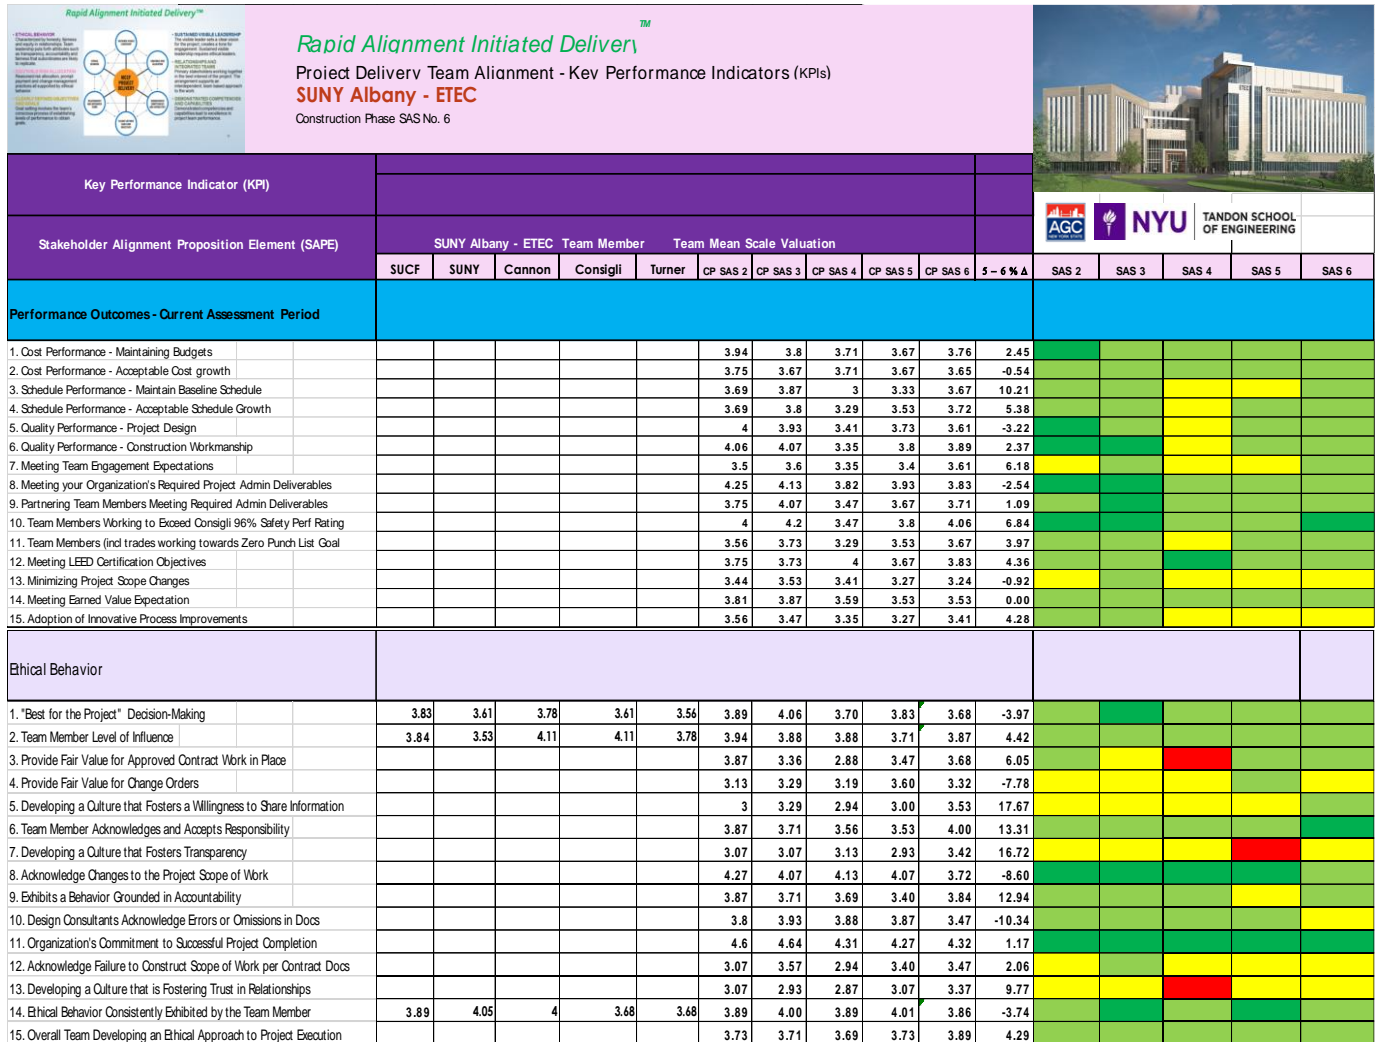 Rapid Alignment Initiated Delivery™
Rapid Alignment Initiated Delivery
TM
Project Delivery Team Alignment - Key Performance Indicators (KPIs)
SUNY Albany - ETEC
Construction Phase SAS No. 6
Key Performance Indicator (KPI)
AGC NYU TANDON SCHOOL
OF ENGINEERING
Stakeholder Alignment Proposition Element (SAPE) SUNY Albany - ETEC Team Member Team Mean Scale Valuation
SUCF SUNY Cannon Consigli Turner CP SAS 2 CP SAS 3 CP SAS 4 CP SAS 5 CP SAS 6 5 – 6 % Δ SAS 2 SAS 3 SAS 4 SAS 5 SAS 6
Performance Outcomes - Current Assessment Period
1. Cost Performance - Maintaining Budgets 3.94 3.8 3.71 3.67 3.76 2.45
2. Cost Performance - Acceptable Cost growth 3.75 3.67 3.71 3.67 3.65 -0.54
3. Schedule Performance - Maintain Baseline Schedule 3.69 3.87 3 3.33 3.67 10.21
4. Schedule Performance - Acceptable Schedule Growth 3.69 3.8 3.29 3.53 3.72 5.38
5. Quality Performance - Project Design 4 3.93 3.41 3.73 3.61 -3.22
6. Quality Performance - Construction Workmanship 4.06 4.07 3.35 3.8 3.89 2.37
7. Meeting Team Engagement Expectations 3.5 3.6 3.35 3.4 3.61 6.18
8. Meeting your Organization's Required Project Admin Deliverables 4.25 4.13 3.82 3.93 3.83 -2.54
9. Partnering Team Members Meeting Required Admin Deliverables 3.75 4.07 3.47 3.67 3.71 1.09
10. Team Members Working to Exceed Consigli 96% Safety Perf Rating 4 4.2 3.47 3.8 4.06 6.84
11. Team Members (incl trades working towards Zero Punch List Goal 3.56 3.73 3.29 3.53 3.67 3.97
12. Meeting LEED Certification Objectives 3.75 3.73 4 3.67 3.83 4.36
13. Minimizing Project Scope Changes 3.44 3.53 3.41 3.27 3.24 -0.92
14. Meeting Earned Value Expectation 3.81 3.87 3.59 3.53 3.53 0.00
15. Adoption of Innovative Process Improvements 3.56 3.47 3.35 3.27 3.41 4.28
Ethical Behavior
1. "Best for the Project" Decision-Making 3.83 3.61 3.78 3.61 3.56 3.89 4.06 3.70 3.83 3.68 -3.97
2. Team Member Level of Influence 3.84 3.53 4.11 4.11 3.78 3.94 3.88 3.88 3.71 3.87 4.42
3. Provide Fair Value for Approved Contract Work in Place 3.87 3.36 2.88 3.47 3.68 6.05
4. Provide Fair Value for Change Orders 3.13 3.29 3.19 3.60 3.32 -7.78
5. Developing a Culture that Fosters a Willingness to Share Information 3 3.29 2.94 3.00 3.53 17.67
6. Team Member Acknowledges and Accepts Responsibility 3.87 3.71 3.56 3.53 4.00 13.31
7. Developing a Culture that Fosters Transparency 3.07 3.07 3.13 2.93 3.42 16.72
8. Acknowledge Changes to the Project Scope of Work 4.27 4.07 4.13 4.07 3.72 -8.60
9. Exhibits a Behavior Grounded in Accountability 3.87 3.71 3.69 3.40 3.84 12.94
10. Design Consultants Acknowledge Errors or Omissions in Docs 3.8 3.93 3.88 3.87 3.47 -10.34
11. Organization's Commitment to Successful Project Completion 4.6 4.64 4.31 4.27 4.32 1.17
12. Acknowledge Failure to Construct Scope of Work per Contract Docs 3.07 3.57 2.94 3.40 3.47 2.06
13. Developing a Culture that is Fostering Trust in Relationships 3.07 2.93 2.87 3.07 3.37 9.77
14. Ethical Behavior Consistently Exhibited by the Team Member 3.89 4.05 4 3.68 3.68 3.89 4.00 3.89 4.01 3.86 -3.74
15. Overall Team Developing an Ethical Approach to Project Execution 3.73 3.71 3.69 3.73 3.89 4.29